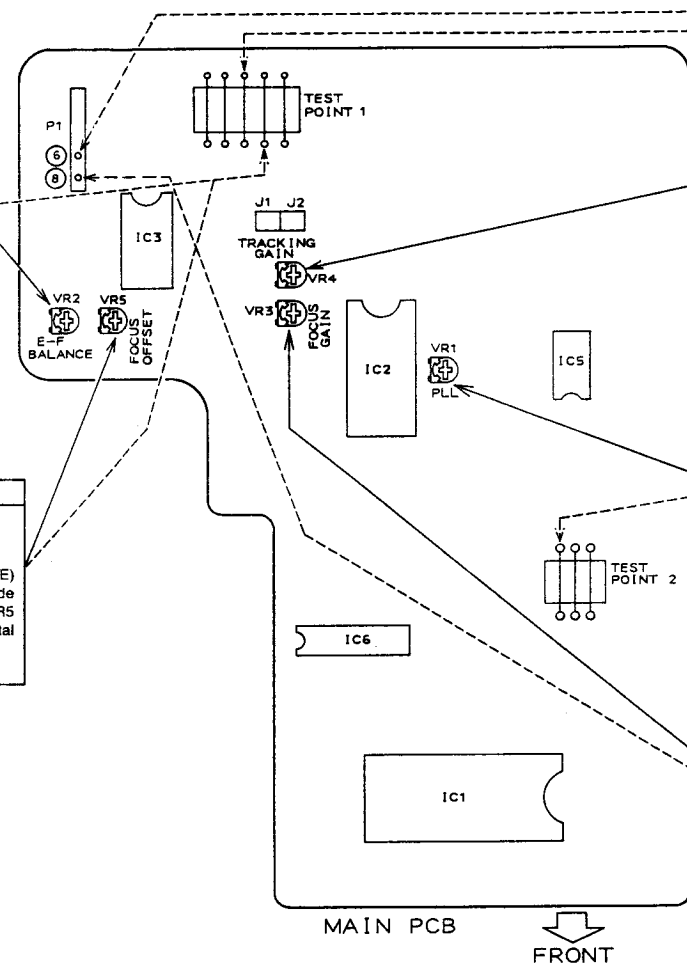 TEST
POINT 1
P1
6
8
IC3
J1 J2
TRACKING
GAIN
VR4
VR3
FOCUS
GAIN
VR2
E-F
BALANCE
VR5
FOCUS
OFFSET
IC2
VR1
PLL
IC5
E)
de
R5
tal
TEST
POINT 2
IC6
IC1
MAIN PCB
FRONT